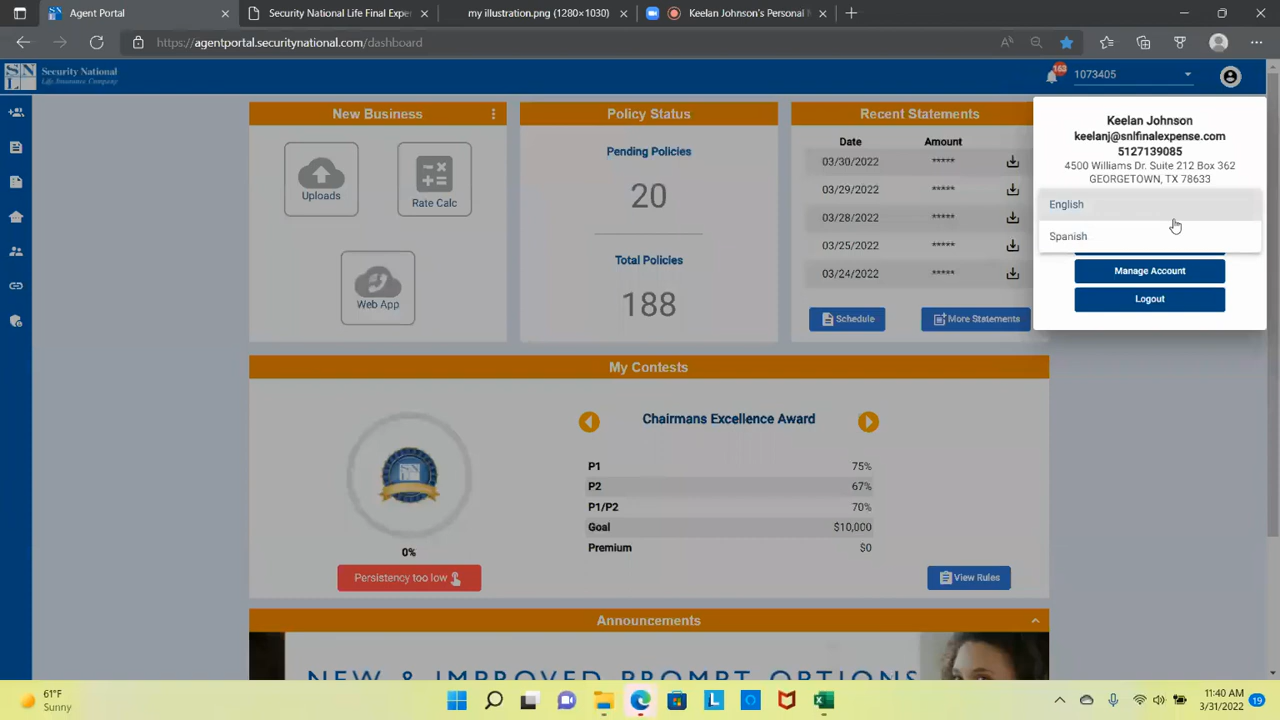 Agent Portal
Security National Life Final Exper
my illustration.png (1280×1030)
Keelan Johnson's Personal M
https://agentportal.securitynational.com/dashboard
SNL
Security National
Life Insurance Company
163
1073405
New Business
Uploads
Rate Calc
Web App
Policy Status
Pending Policies
20
Total Policies
188
Recent Statements
Date Amount
03/30/2022 *****
03/29/2022 *****
03/28/2022 *****
03/25/2022 *****
03/24/2022 *****
Schedule
More Statements
Keelan Johnson
keelanj@snlfinalexpense.com
5127139085
4500 Williams Dr. Suite 212 Box 362
GEORGETOWN, TX 78633
English
Spanish
Manage Account
Logout
My Contests
0%
Persistency too low
Chairmans Excellence Award
P1 75%
P2 67%
P1/P2 70%
Goal $10,000
Premium $0
View Rules
Announcements
NEW & IMPROVED PROMPT OPTIONS
61°F
Sunny
11:40 AM
3/31/2022
19